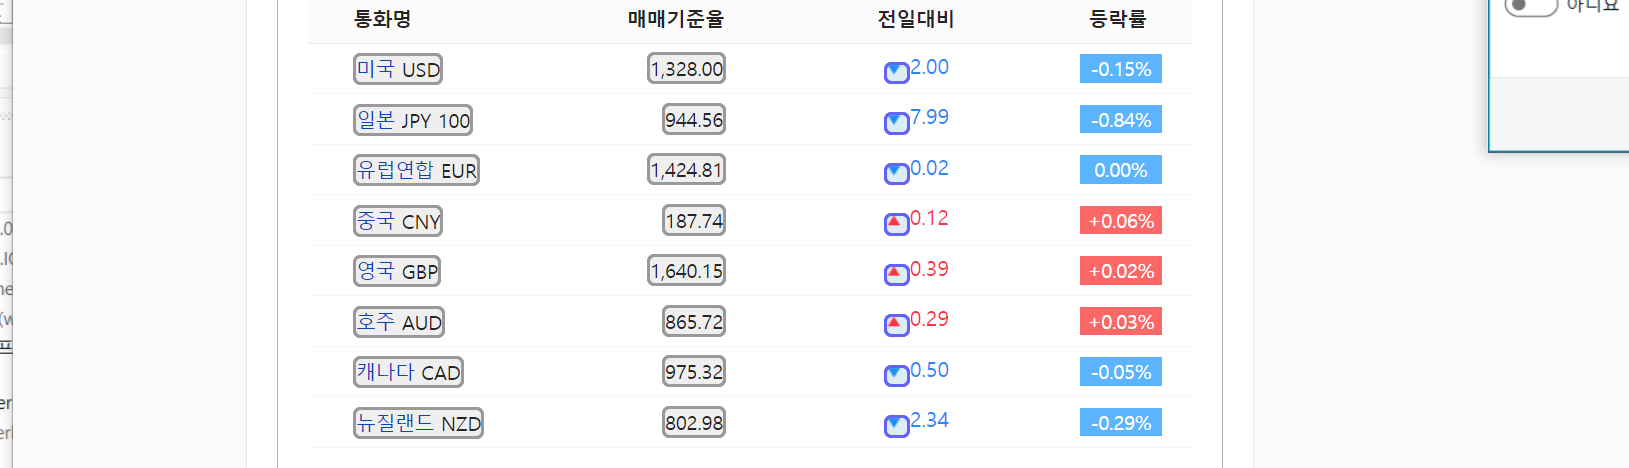 통화명 매매기준율 전일대비 등락률
미국 USD 1,328.00 ▼2.00 -0.15%
일본 JPY 100 944.56 ▼7.99 -0.84%
유럽연합 EUR 1,424.81 ▼0.02 0.00%
중국 CNY 187.74 ▲0.12 +0.06%
영국 GBP 1,640.15 ▲0.39 +0.02%
호주 AUD 865.72 ▲0.29 +0.03%
캐나다 CAD 975.32 ▼0.50 -0.05%
뉴질랜드 NZD 802.98 ▼2.34 -0.29%
아니요